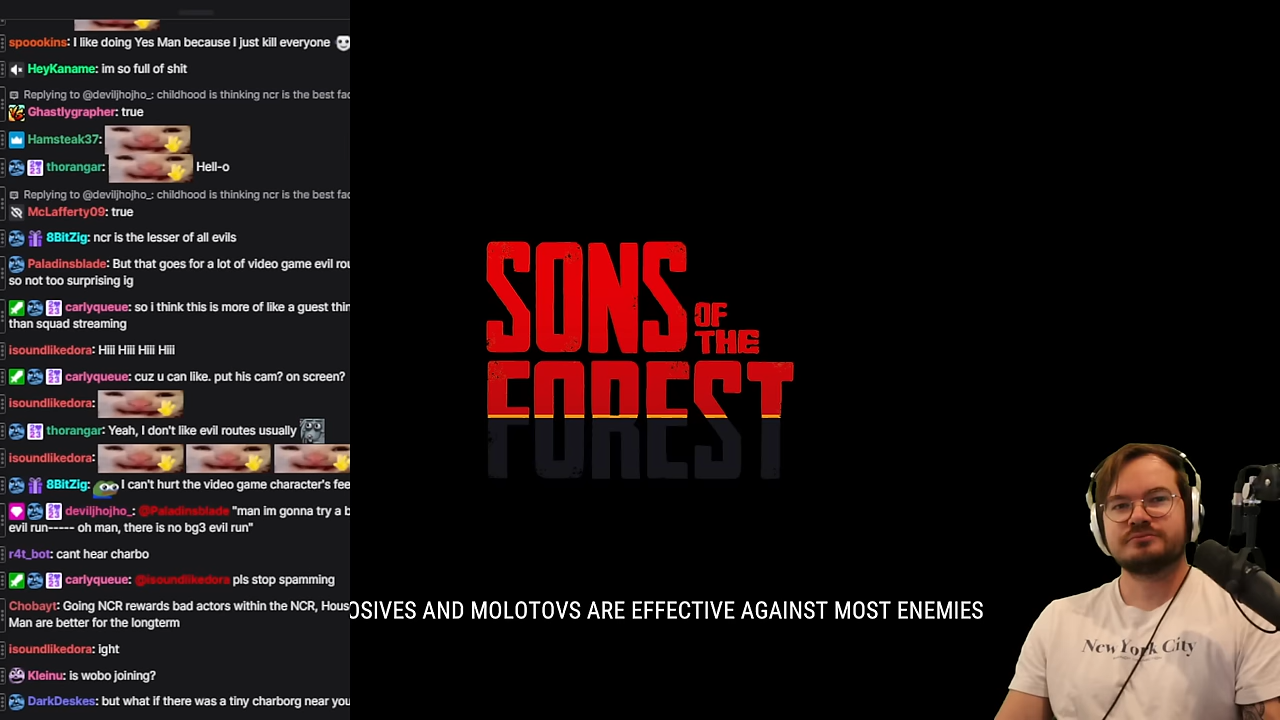 spoookins: I like doing Yes Man because I just kill everyone
HeyKaname: im so full of shit
Replying to @deviljhojho_: childhood is thinking ncr is the best fac
Ghastlygrapher: true
Hamsteak37:
thorangar: Hell-o
Replying to @deviljhojho_: childhood is thinking ncr is the best fac
McLafferty09: true
8BitZig: ncr is the lesser of all evils
Paladinsblade: But that goes for a lot of video game evil rou
so not too surprising ig
carlyqueue: so i think this is more of like a guest thin
than squad streaming
isoundlikedora: Hiii Hiii Hiii Hiii
carlyqueue: cuz u can like. put his cam? on screen?
isoundlikedora:
thorangar: Yeah, I don't like evil routes usually
isoundlikedora:
8BitZig: I can't hurt the video game character's fee
deviljhojho_: @Paladinsblade "man im gonna try a b
evil run----- oh man, there is no bg3 evil run"
r4t_bot: cant hear charbo
carlyqueue: @isoundlikedora pls stop spamming
Chobayt: Going NCR rewards bad actors within the NCR, Hous
Man are better for the longterm
isoundlikedora: ight
Kleinu: is wobo joining?
DarkDeskes: but what if there was a tiny charborg near you
SONS
OF
THE
FOREST
OSIVES AND MOLOTOVS ARE EFFECTIVE AGAINST MOST ENEMIES
New York City